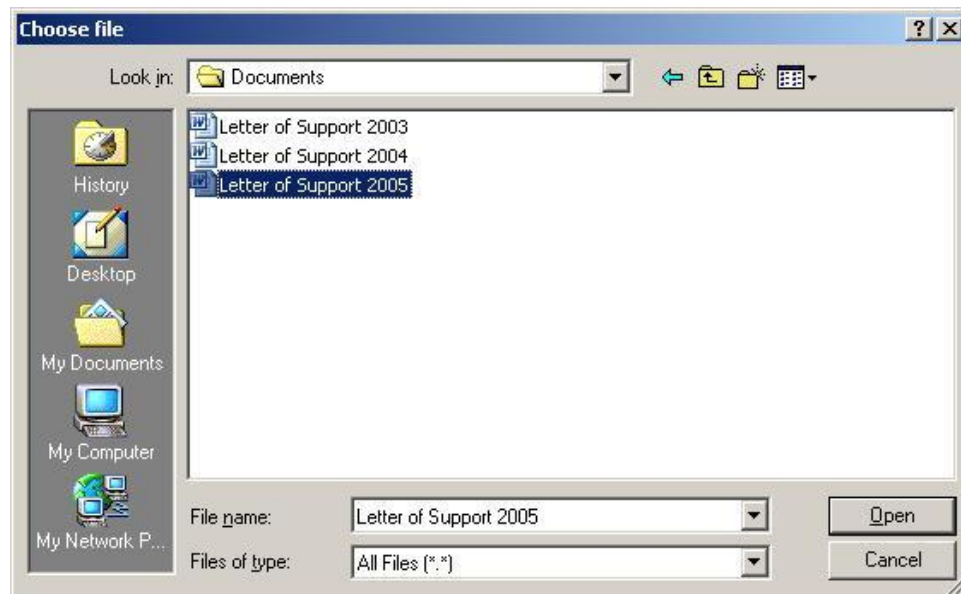 Choose file
Look in: Documents
Letter of Support 2003
Letter of Support 2004
Letter of Support 2005
History
Desktop
My Documents
My Computer
My Network P...
File name: Letter of Support 2005 Open
Files of type: All Files (*.*) Cancel